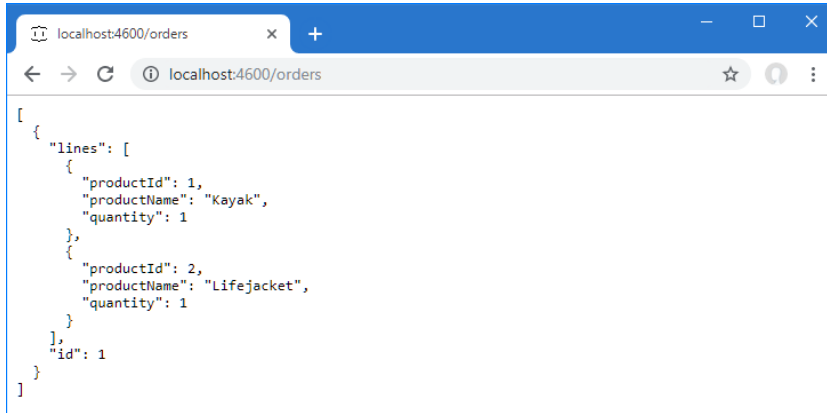 localhost:4600/orders
localhost:4600/orders
[
  {
    "lines": [
      {
        "productId": 1,
        "productName": "Kayak",
        "quantity": 1
      },
      {
        "productId": 2,
        "productName": "Lifejacket",
        "quantity": 1
      }
    ],
    "id": 1
  }
]